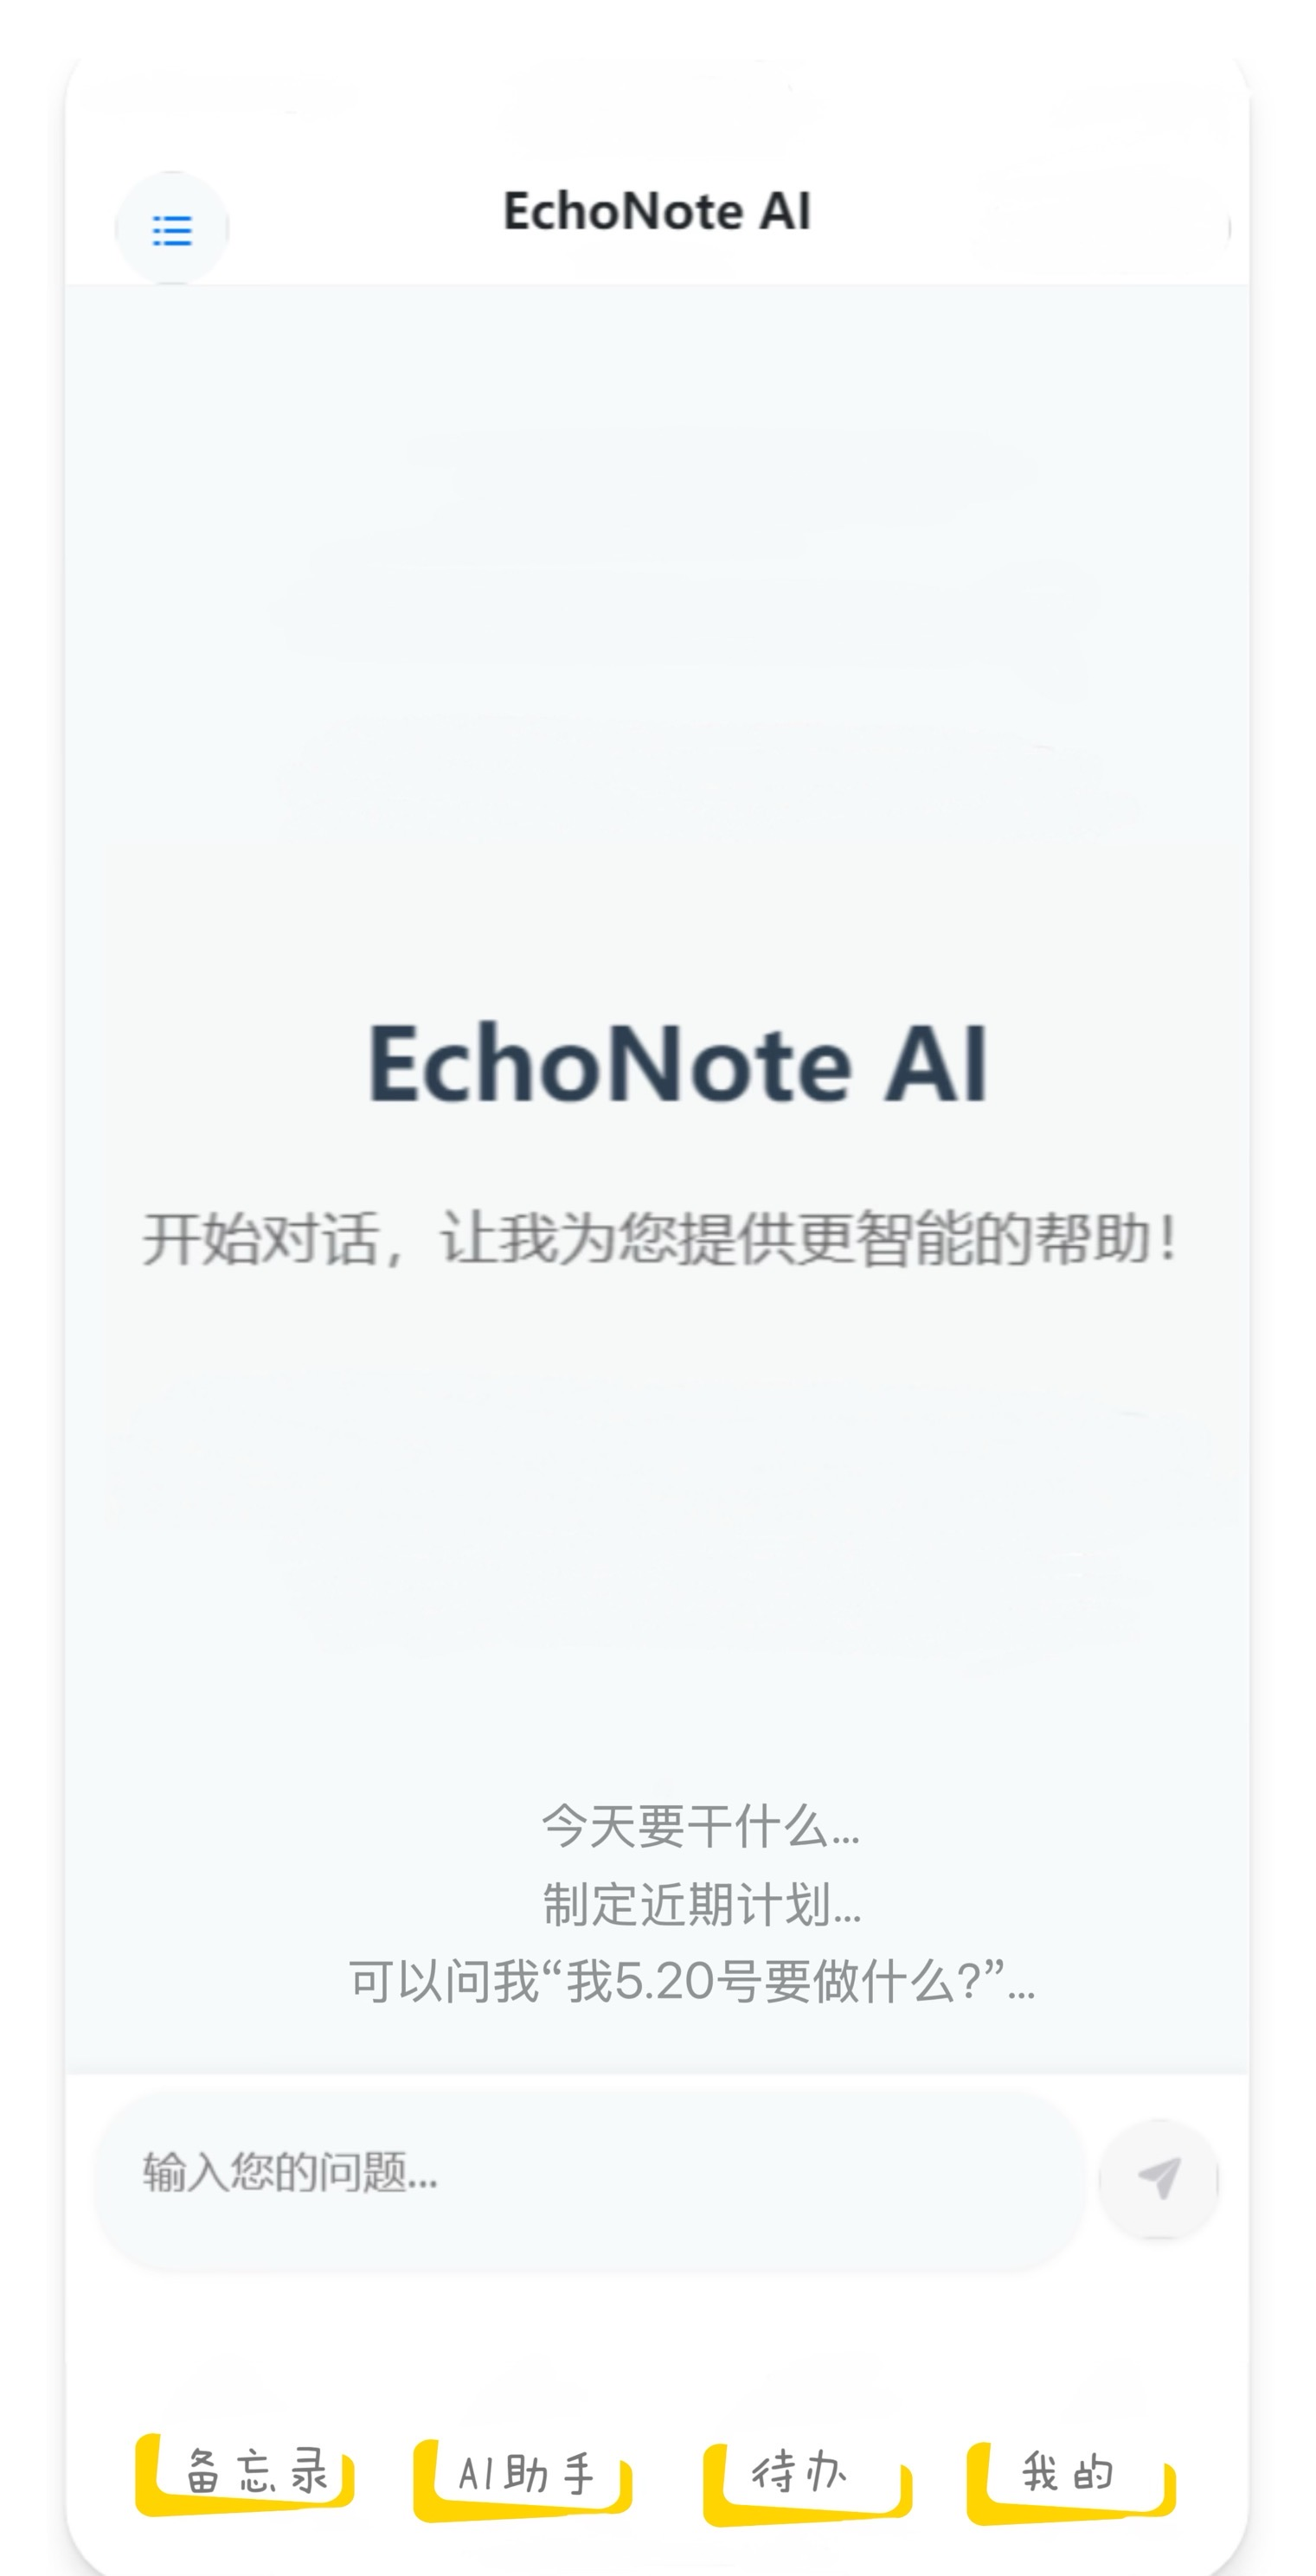 EchoNote AI
EchoNote AI
开始对话，让我为您提供更智能的帮助！
今天要干什么...
制定近期计划...
可以问我“我5.20号要做什么?”...
输入您的问题...
备忘录 AI助手 待办 我的